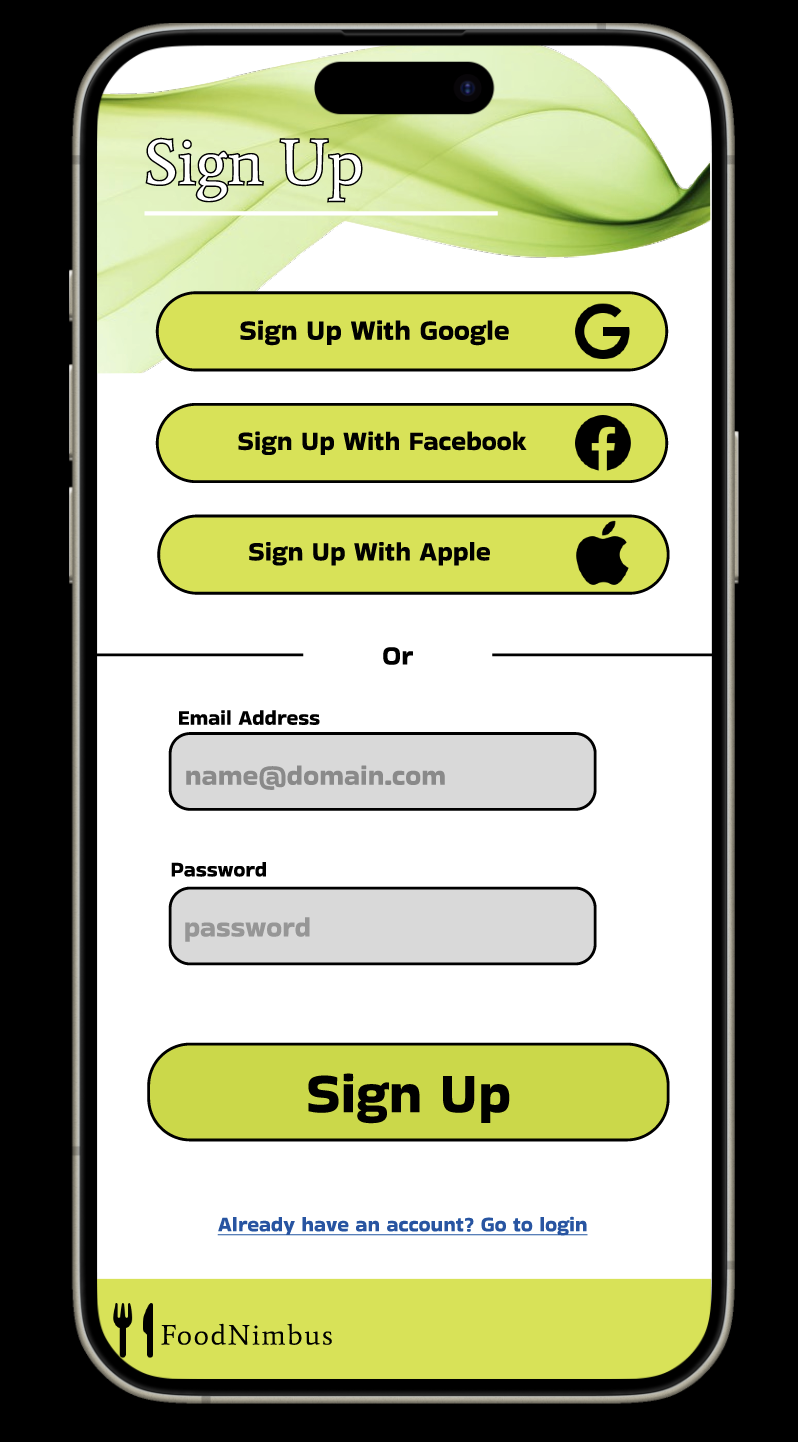 Sign Up
Sign Up With Google
Sign Up With Facebook
Sign Up With Apple
Or
Email Address
name@domain.com
Password
password
Sign Up
Already have an account? Go to login
FoodNimbus